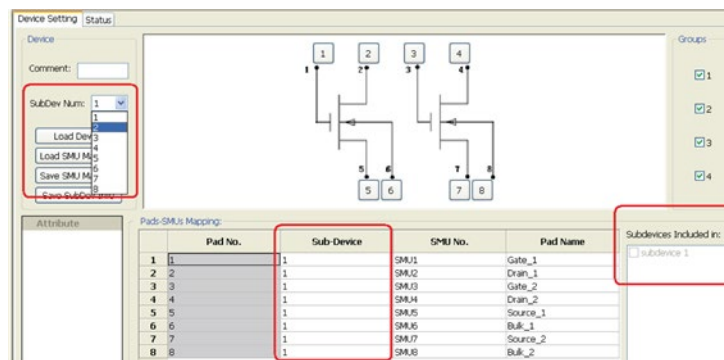 Device Setting Status
Device
Groups
Comment:
SubDev Num: 1
1
2
3
4
5
6
7
8
Load Dev
Load SMU M
Save SMU M
Save SubDev Info
1 2 3 4
1 2 3 4
5 6 7 8
5 6 7 8
1
2
3
4
Attribute
Pads-SMUs Mapping:
Subdevices Included in:
subdevice 1
Pad No. Sub-Device SMU No. Pad Name
1 1 1 SMU1 Gate_1
2 2 1 SMU2 Drain_1
3 3 1 SMU3 Gate_2
4 4 1 SMU4 Drain_2
5 5 1 SMU5 Source_1
6 6 1 SMU6 Bulk_1
7 7 1 SMU7 Source_2
8 8 1 SMU8 Bulk_2